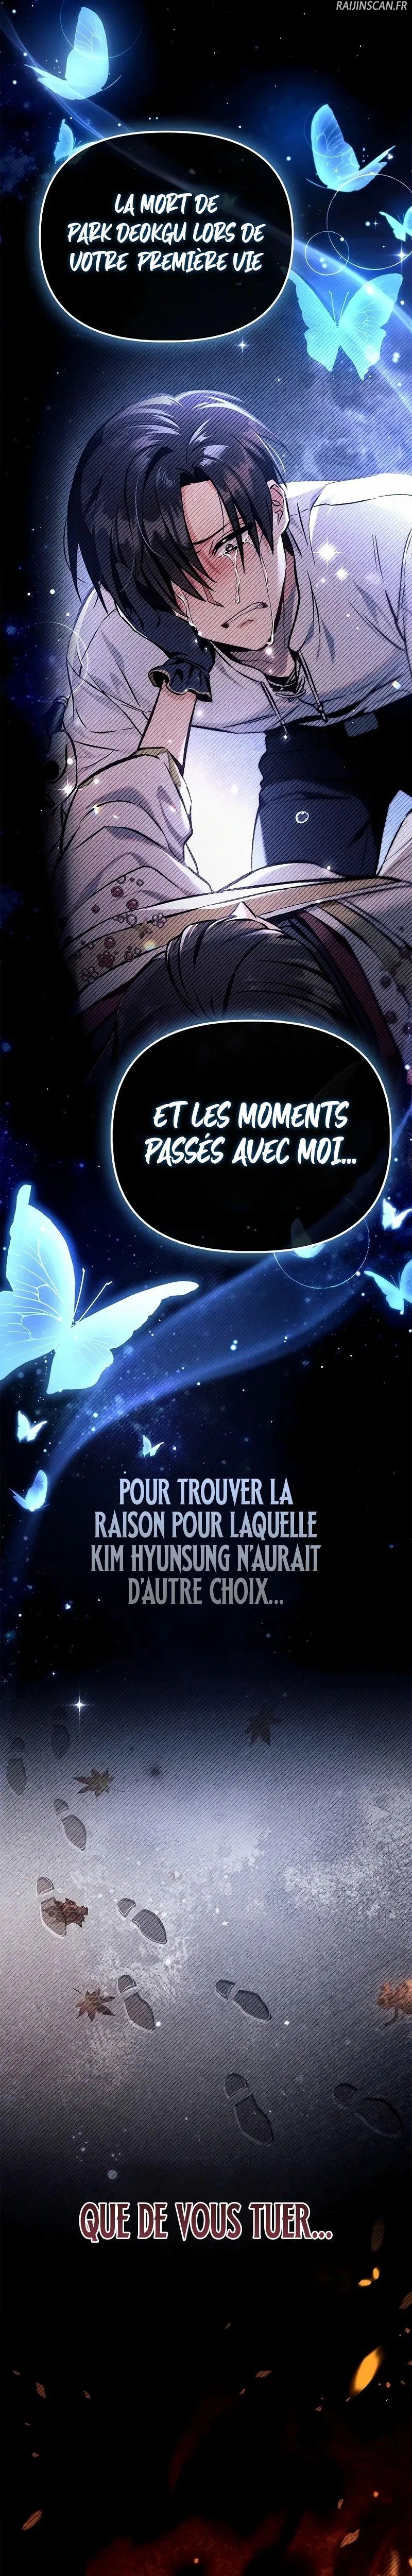 RAIJINSCAN.FR
LA MORT DE
PARK DEOKGU LORS DE
VOTRE PREMIÈRE VIE
ET LES MOMENTS
PASSÉS AVEC MOI...
POUR TROUVER LA
RAISON POUR LAQUELLE
KIM HYUNSUNG N'AURAIT
D'AUTRE CHOIX...
QUE DE VOUS TUER...